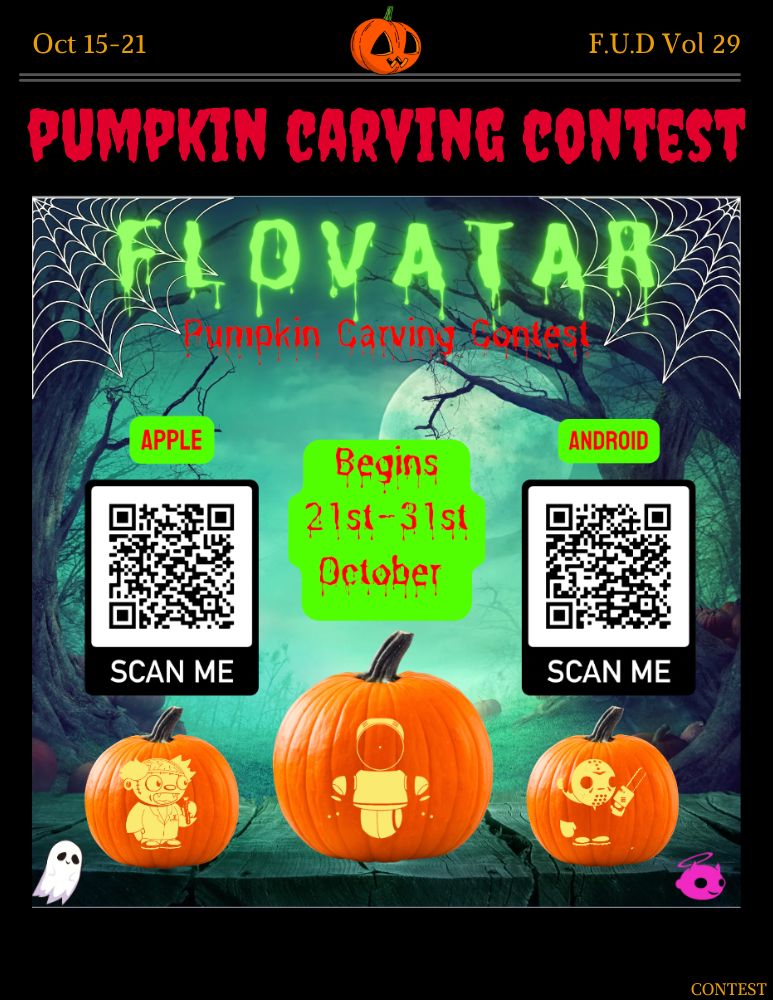 Oct 15-21
F.U.D Vol 29
PUMPKIN CARVING CONTEST
FLOVATAR
Pumpkin Carving Contest
APPLE
ANDROID
Begins
21st-31st
October
SCAN ME
SCAN ME
CONTEST